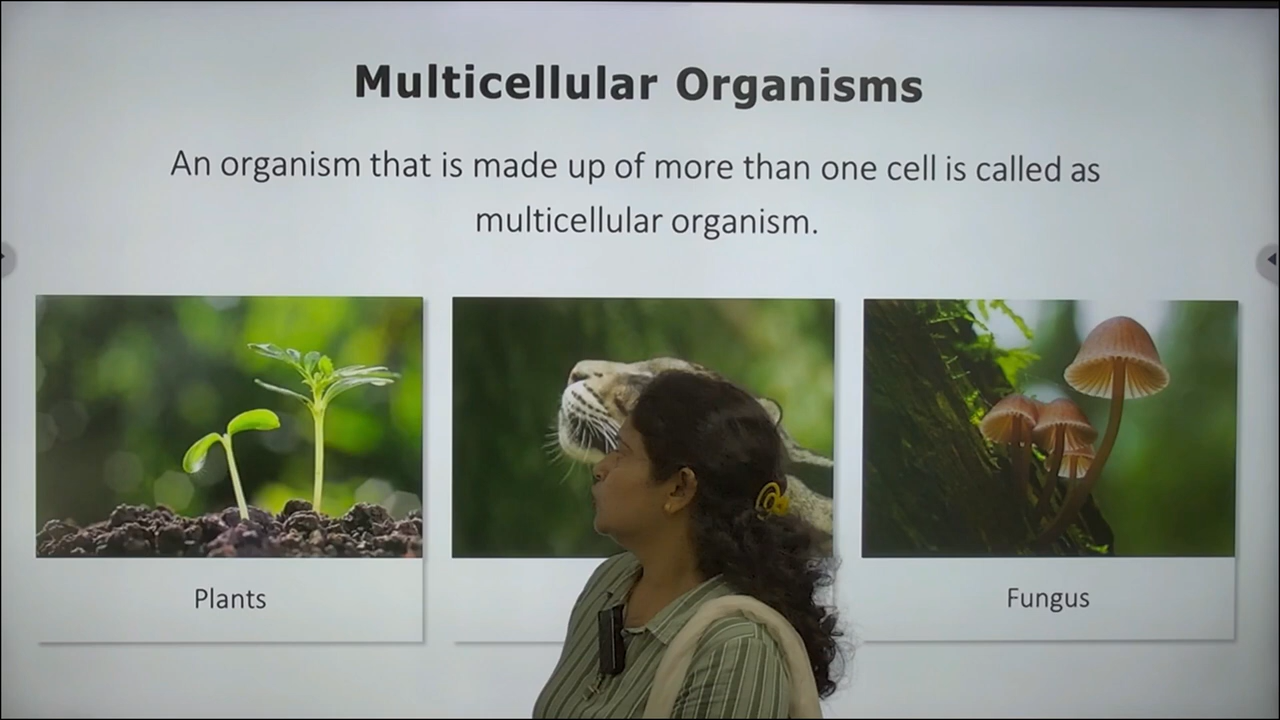 Multicellular Organisms
An organism that is made up of more than one cell is called as
multicellular organism.
Plants
Fungus